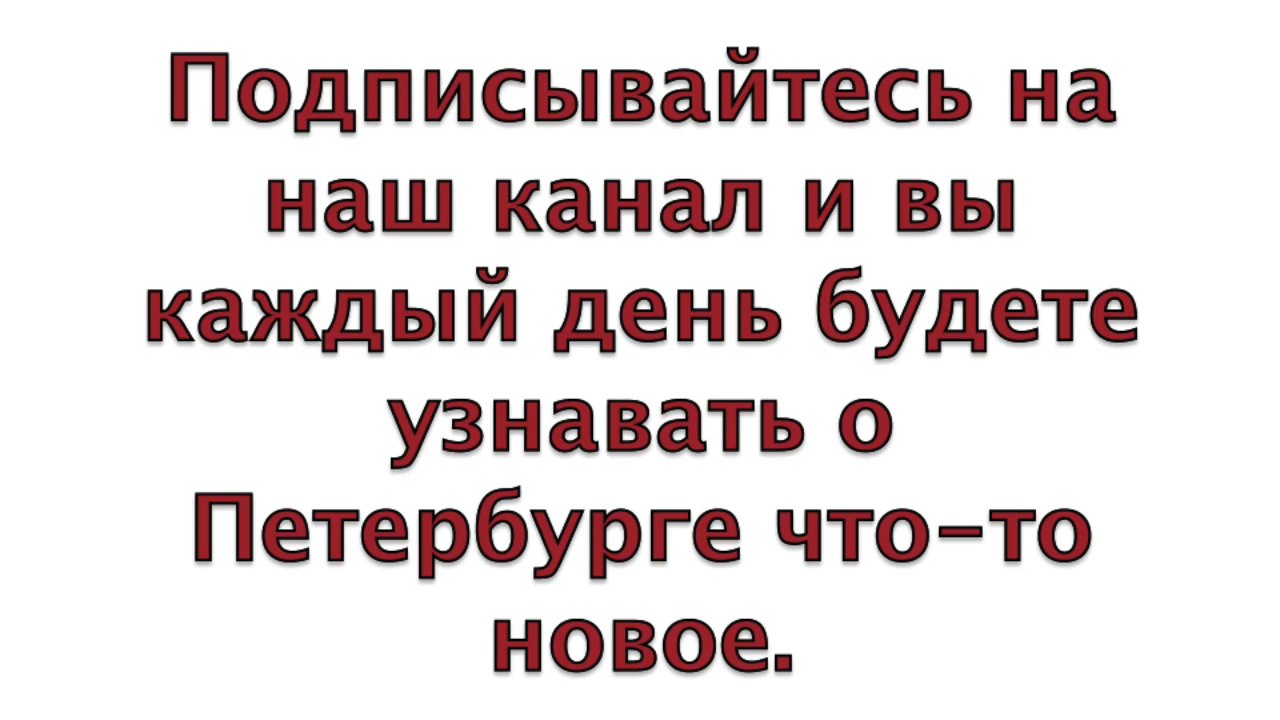 Подписывайтесь на
наш канал и вы
каждый день будете
узнавать о
Петербурге что-то
новое.